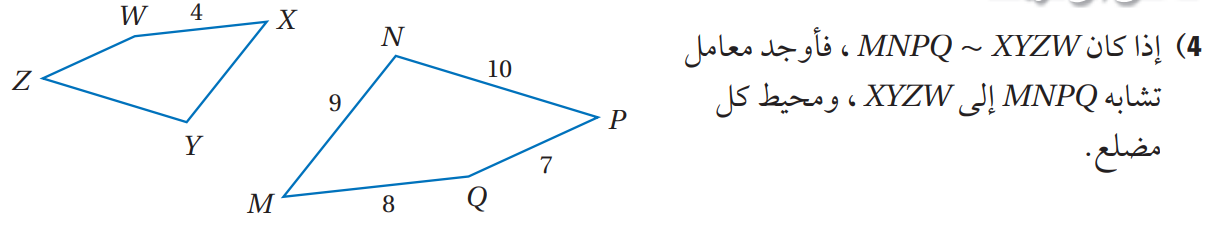 4) إذا كان MNPQ ~ XYZW ، فأوجد معامل
تشابه MNPQ إلى XYZW ، ومحيط كل
مضلع.
W
4
X
Z
Y
N
10
9
P
7
M
8
Q